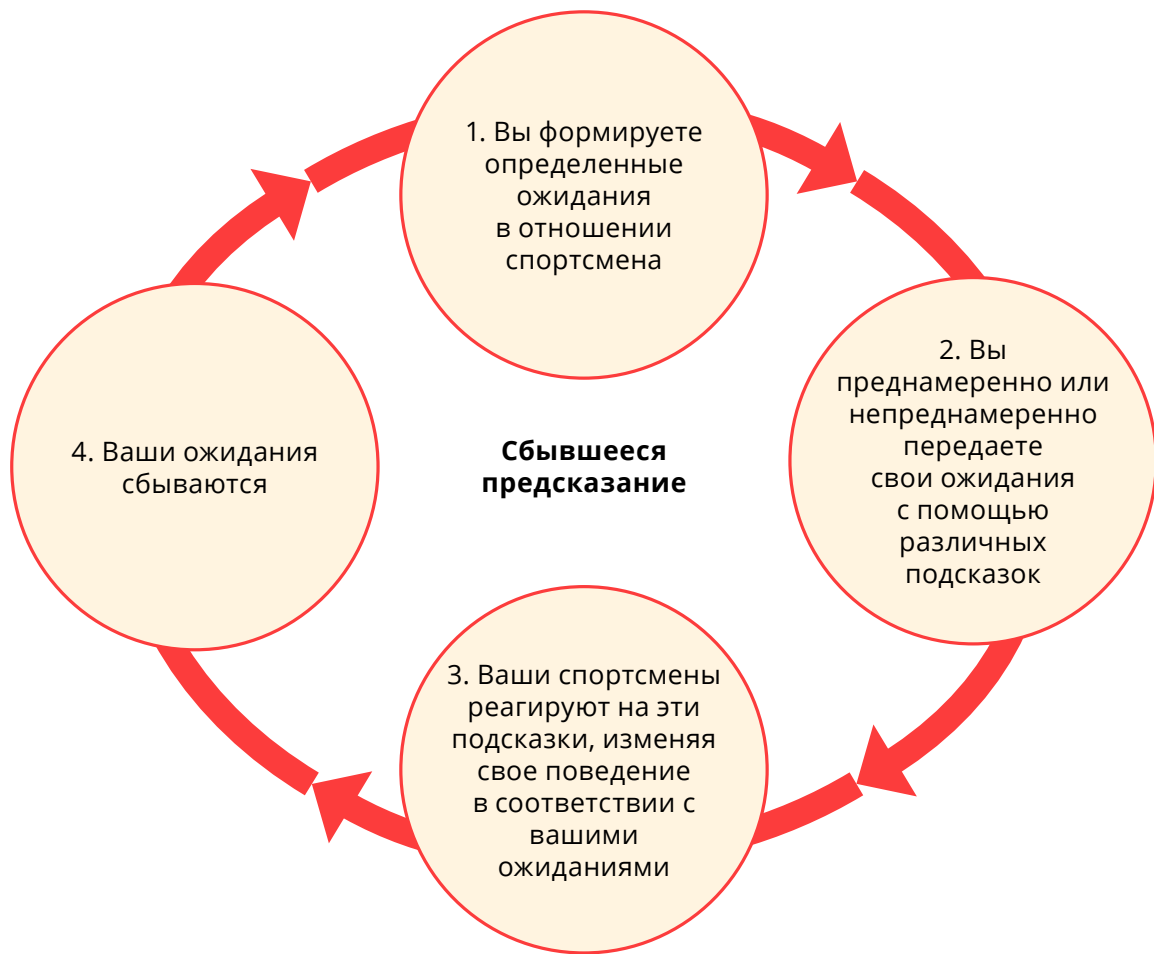 1. Вы формируете
определенные
ожидания
в отношении
спортсмена
2. Вы
преднамеренно или
непреднамеренно
передаете
свои ожидания
с помощью
различных
подсказок
Сбывшееся
предсказание
4. Ваши ожидания
сбываются
3. Ваши спортсмены
реагируют на эти
подсказки, изменяя
свое поведение
в соответствии с
вашими
ожиданиями